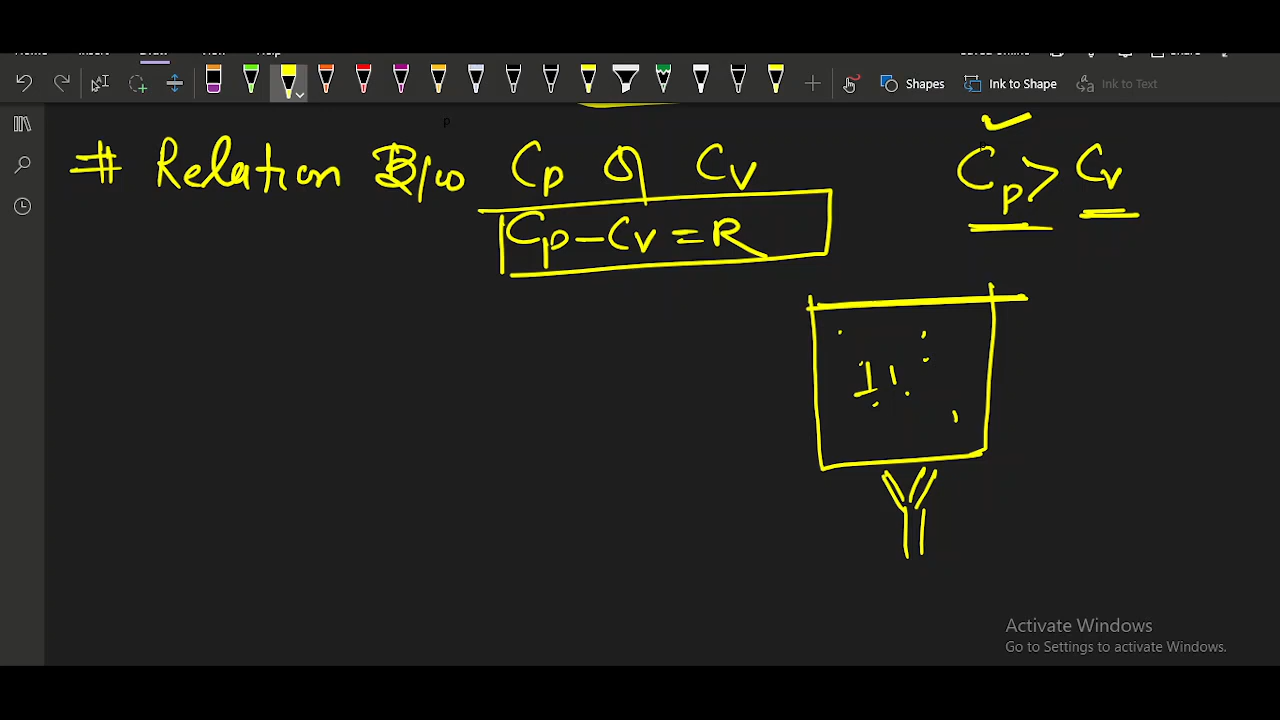 Shapes Ink to Shape Ink to Text
# Relation B/w Cp & Cv
Cp > Cv
Cp - Cv = R
Activate Windows
Go to Settings to activate Windows.